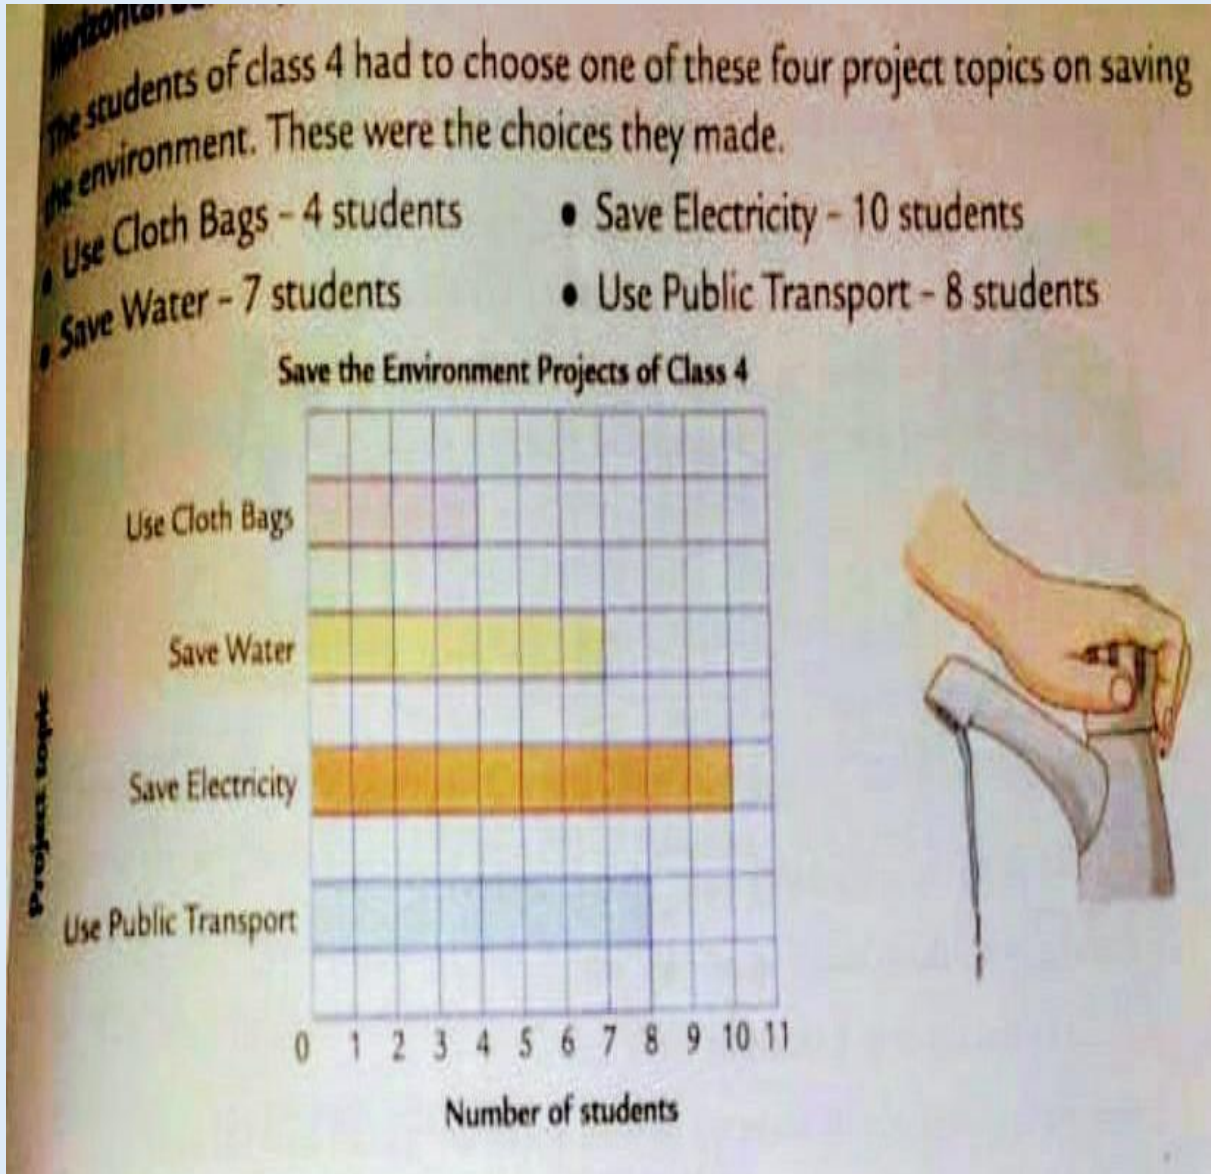 Horizontal
The students of class 4 had to choose one of these four project topics on saving
the environment. These were the choices they made.
• Use Cloth Bags – 4 students • Save Electricity – 10 students
• Save Water – 7 students • Use Public Transport – 8 students
Save the Environment Projects of Class 4
Use Cloth Bags
Save Water
Save Electricity
Use Public Transport
Project topic
0 1 2 3 4 5 6 7 8 9 10 11
Number of students